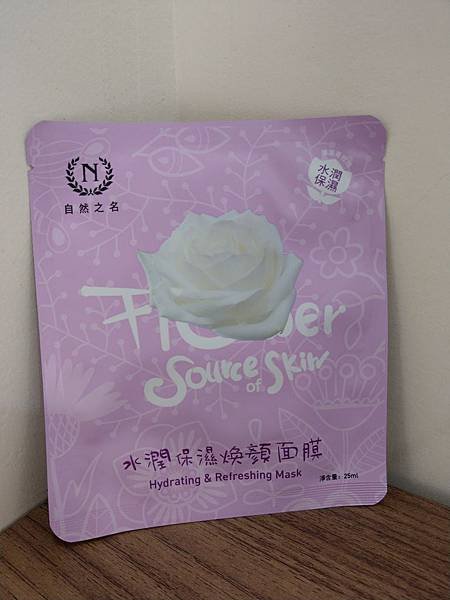 N
自然之名
水潤
保濕
Flower
Source of Skin
水潤保濕煥顏面膜
Hydrating & Refreshing Mask
淨含量：25ml